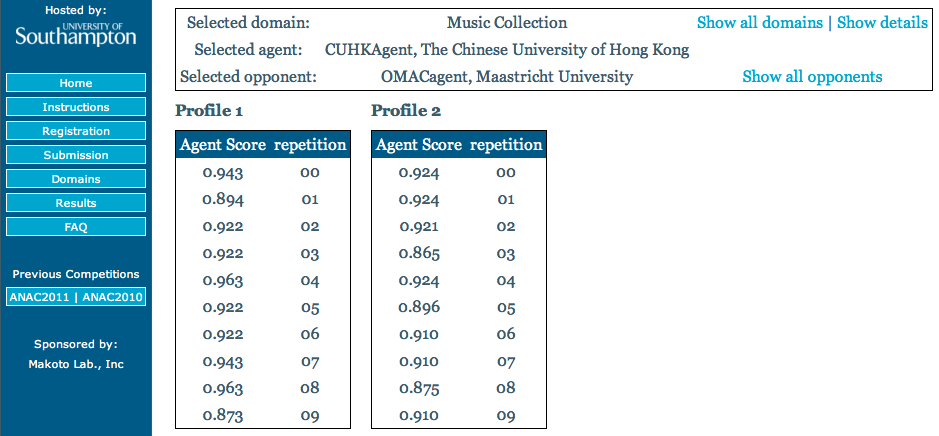 Hosted by:
UNIVERSITY OF
Southampton
Home
Instructions
Registration
Submission
Domains
Results
FAQ
Previous Competitions
ANAC2011 | ANAC2010
Sponsored by:
Makoto Lab., Inc
Selected domain: Music Collection Show all domains | Show details
Selected agent: CUHKAgent, The Chinese University of Hong Kong
Selected opponent: OMACagent, Maastricht University Show all opponents
Profile 1
Agent Score repetition
0.943 00
0.894 01
0.922 02
0.922 03
0.963 04
0.922 05
0.922 06
0.943 07
0.963 08
0.873 09
Profile 2
Agent Score repetition
0.924 00
0.924 01
0.921 02
0.865 03
0.924 04
0.896 05
0.910 06
0.910 07
0.875 08
0.910 09